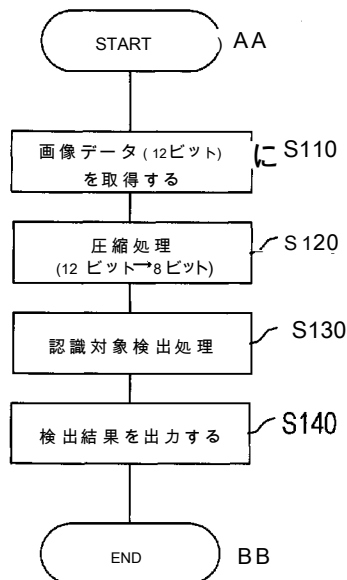 START AA
画像データ(12ビット) S110
を取得する
圧縮処理 S120
(12 ビット→8ビット)
認識対象検出処理 S130
検出結果を出力する S140
END BB